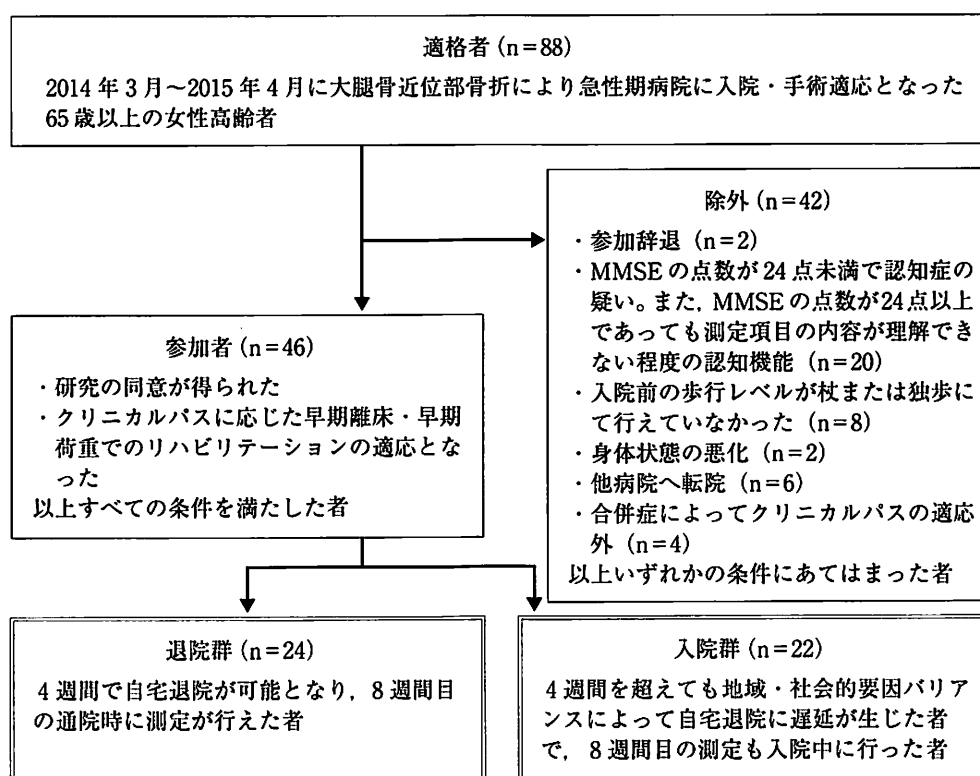 適格者 (n=88)
2014年3月〜2015年4月に大腿骨近位部骨折により急性期病院に入院・手術適応となった
65歳以上の女性高齢者
除外 (n=42)
・参加辞退 (n=2)
・MMSEの点数が24点未満で認知症の
疑い。また，MMSEの点数が24点以上
であっても測定項目の内容が理解でき
ない程度の認知機能 (n=20)
・入院前の歩行レベルが杖または独歩に
て行えていなかった (n=8)
・身体状態の悪化 (n=2)
・他病院へ転院 (n=6)
・合併症によってクリニカルパスの適応
外 (n=4)
以上いずれかの条件にあてはまった者
参加者 (n=46)
・研究の同意が得られた
・クリニカルパスに応じた早期離床・早期
荷重でのリハビリテーションの適応とな
った
以上すべての条件を満たした者
退院群 (n=24)
4週間で自宅退院が可能となり，8週間目
の通院時に測定が行えた者
入院群 (n=22)
4週間を超えても地域・社会的要因バリア
ンスによって自宅退院に遅延が生じた者
で，8週間目の測定も入院中に行った者